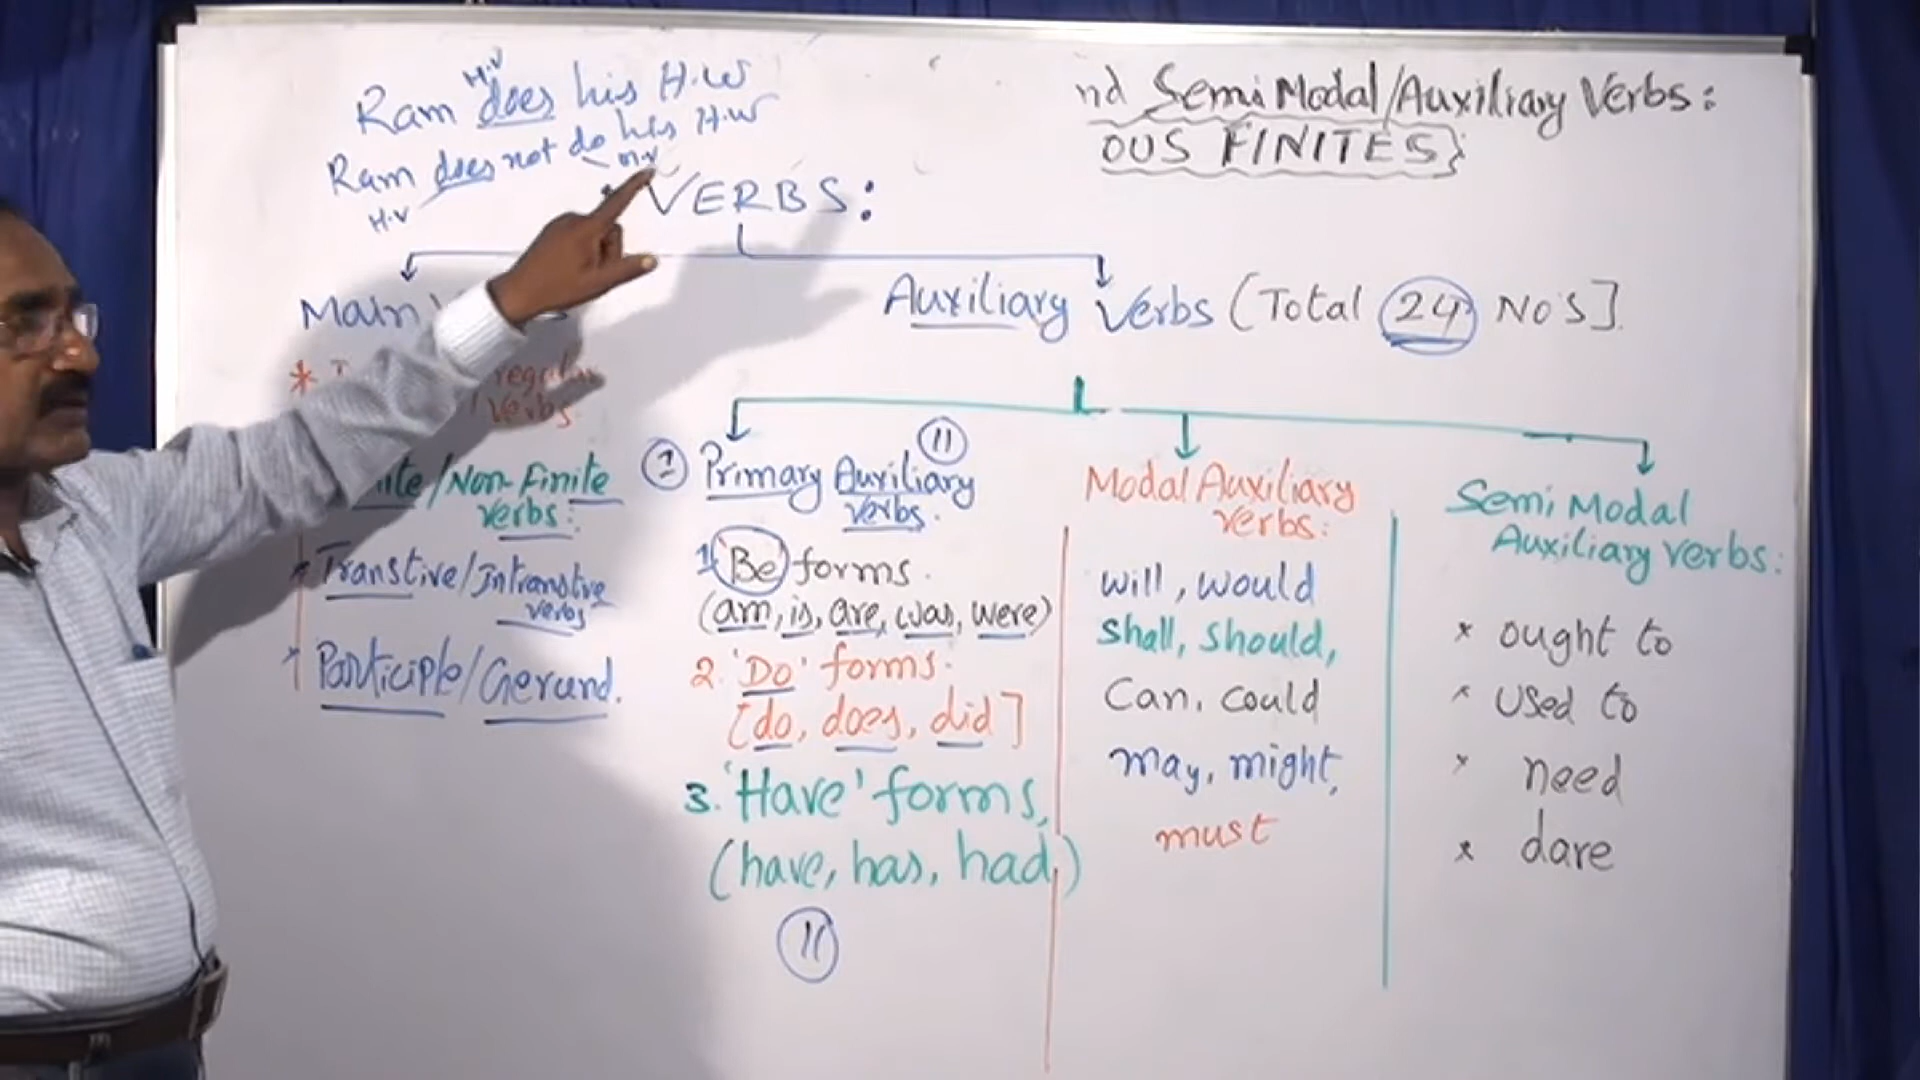 H.V
Ram does his H.W
Ram does not do his H.W
H.V
M.V
nd Semi Modal/Auxiliary Verbs:
OUS FINITES}
VERBS:
Main
Auxiliary Verbs (Total 24 NOS].
regular
Verbs
/Non-Finite
verbs:
Transtive/Intranstive
verbs
Participle/Gerund.
1 Primary Auxiliary
verbs.
11
1 'Be' forms.
(am, is, are, was, were)
2. 'Do' forms.
[do, does, did]
3. 'Have' forms,
(have, has, had,)
11
Modal Auxiliary
verbs:
will, would
Shall, Should,
Can, could
may, might,
must
Semi Modal
Auxiliary verbs:
* ought to
* used to
* need
* dare